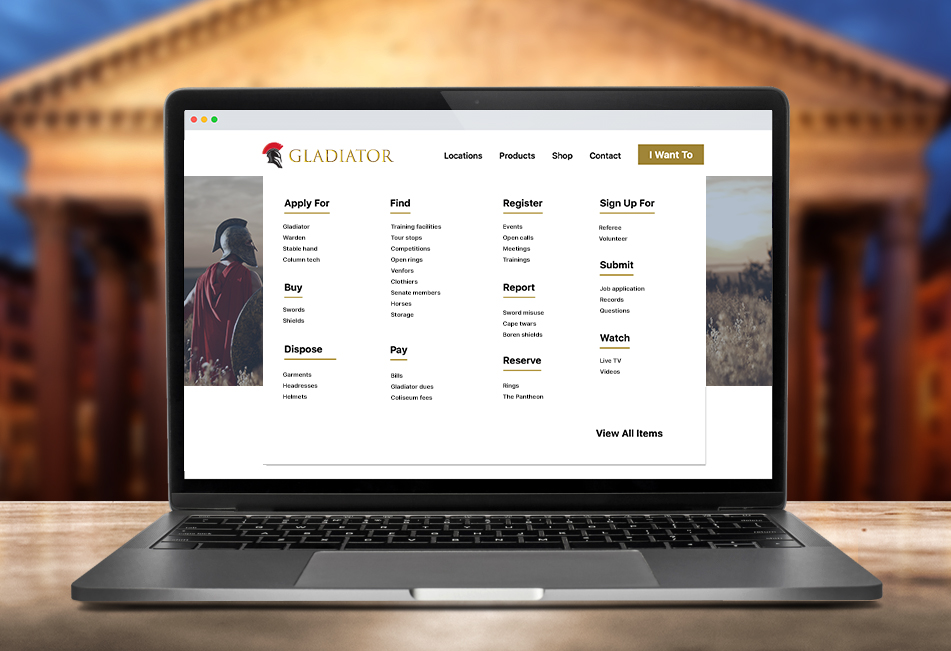 GLADIATOR
Locations Products Shop Contact I Want To
Apply For
Gladiator
Warden
Stable hand
Column tech
Buy
Swords
Shields
Dispose
Garments
Headresses
Helmets
Find
Training facilities
Tour stops
Competitions
Open rings
Venfors
Clothiers
Senate members
Horses
Storage
Pay
Bills
Gladiator dues
Coliseum fees
Register
Events
Open calls
Meetings
Trainings
Report
Sword misuse
Cape twars
Boren shields
Reserve
Rings
The Pantheon
Sign Up For
Referee
Volunteer
Submit
Job application
Records
Questions
Watch
Live TV
Videos
View All Items